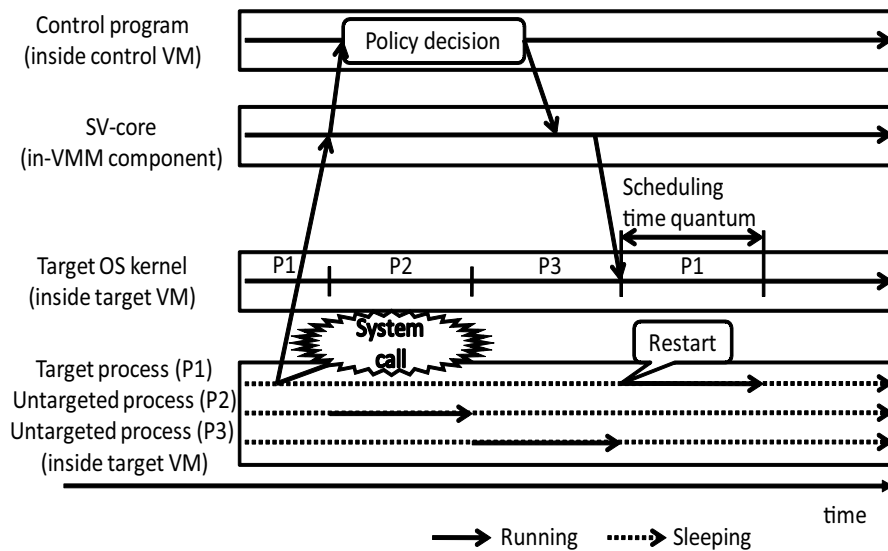 Control program
(inside control VM)
Policy decision
SV-core
(in-VMM component)
Scheduling
time quantum
Target OS kernel
(inside target VM)
P1
P2
P3
P1
System
call
Restart
Target process (P1)
Untargeted process (P2)
Untargeted process (P3)
(inside target VM)
time
Running
Sleeping